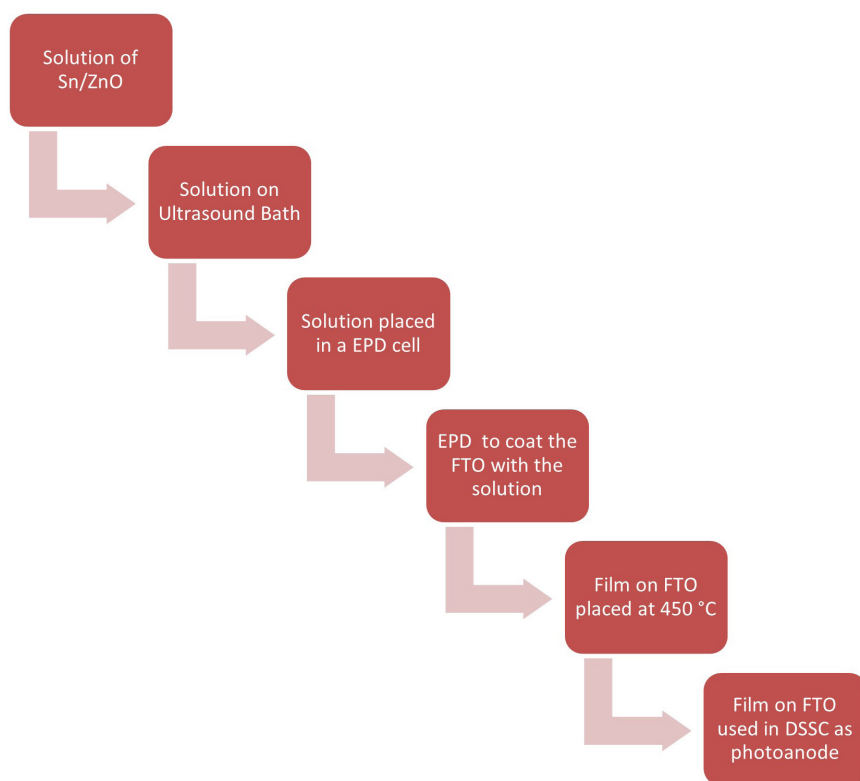 Solution of
Sn/ZnO
Solution on
Ultrasound Bath
Solution placed
in a EPD cell
EPD to coat the
FTO with the
solution
Film on FTO
placed at 450 °C
Film on FTO
used in DSSC as
photoanode